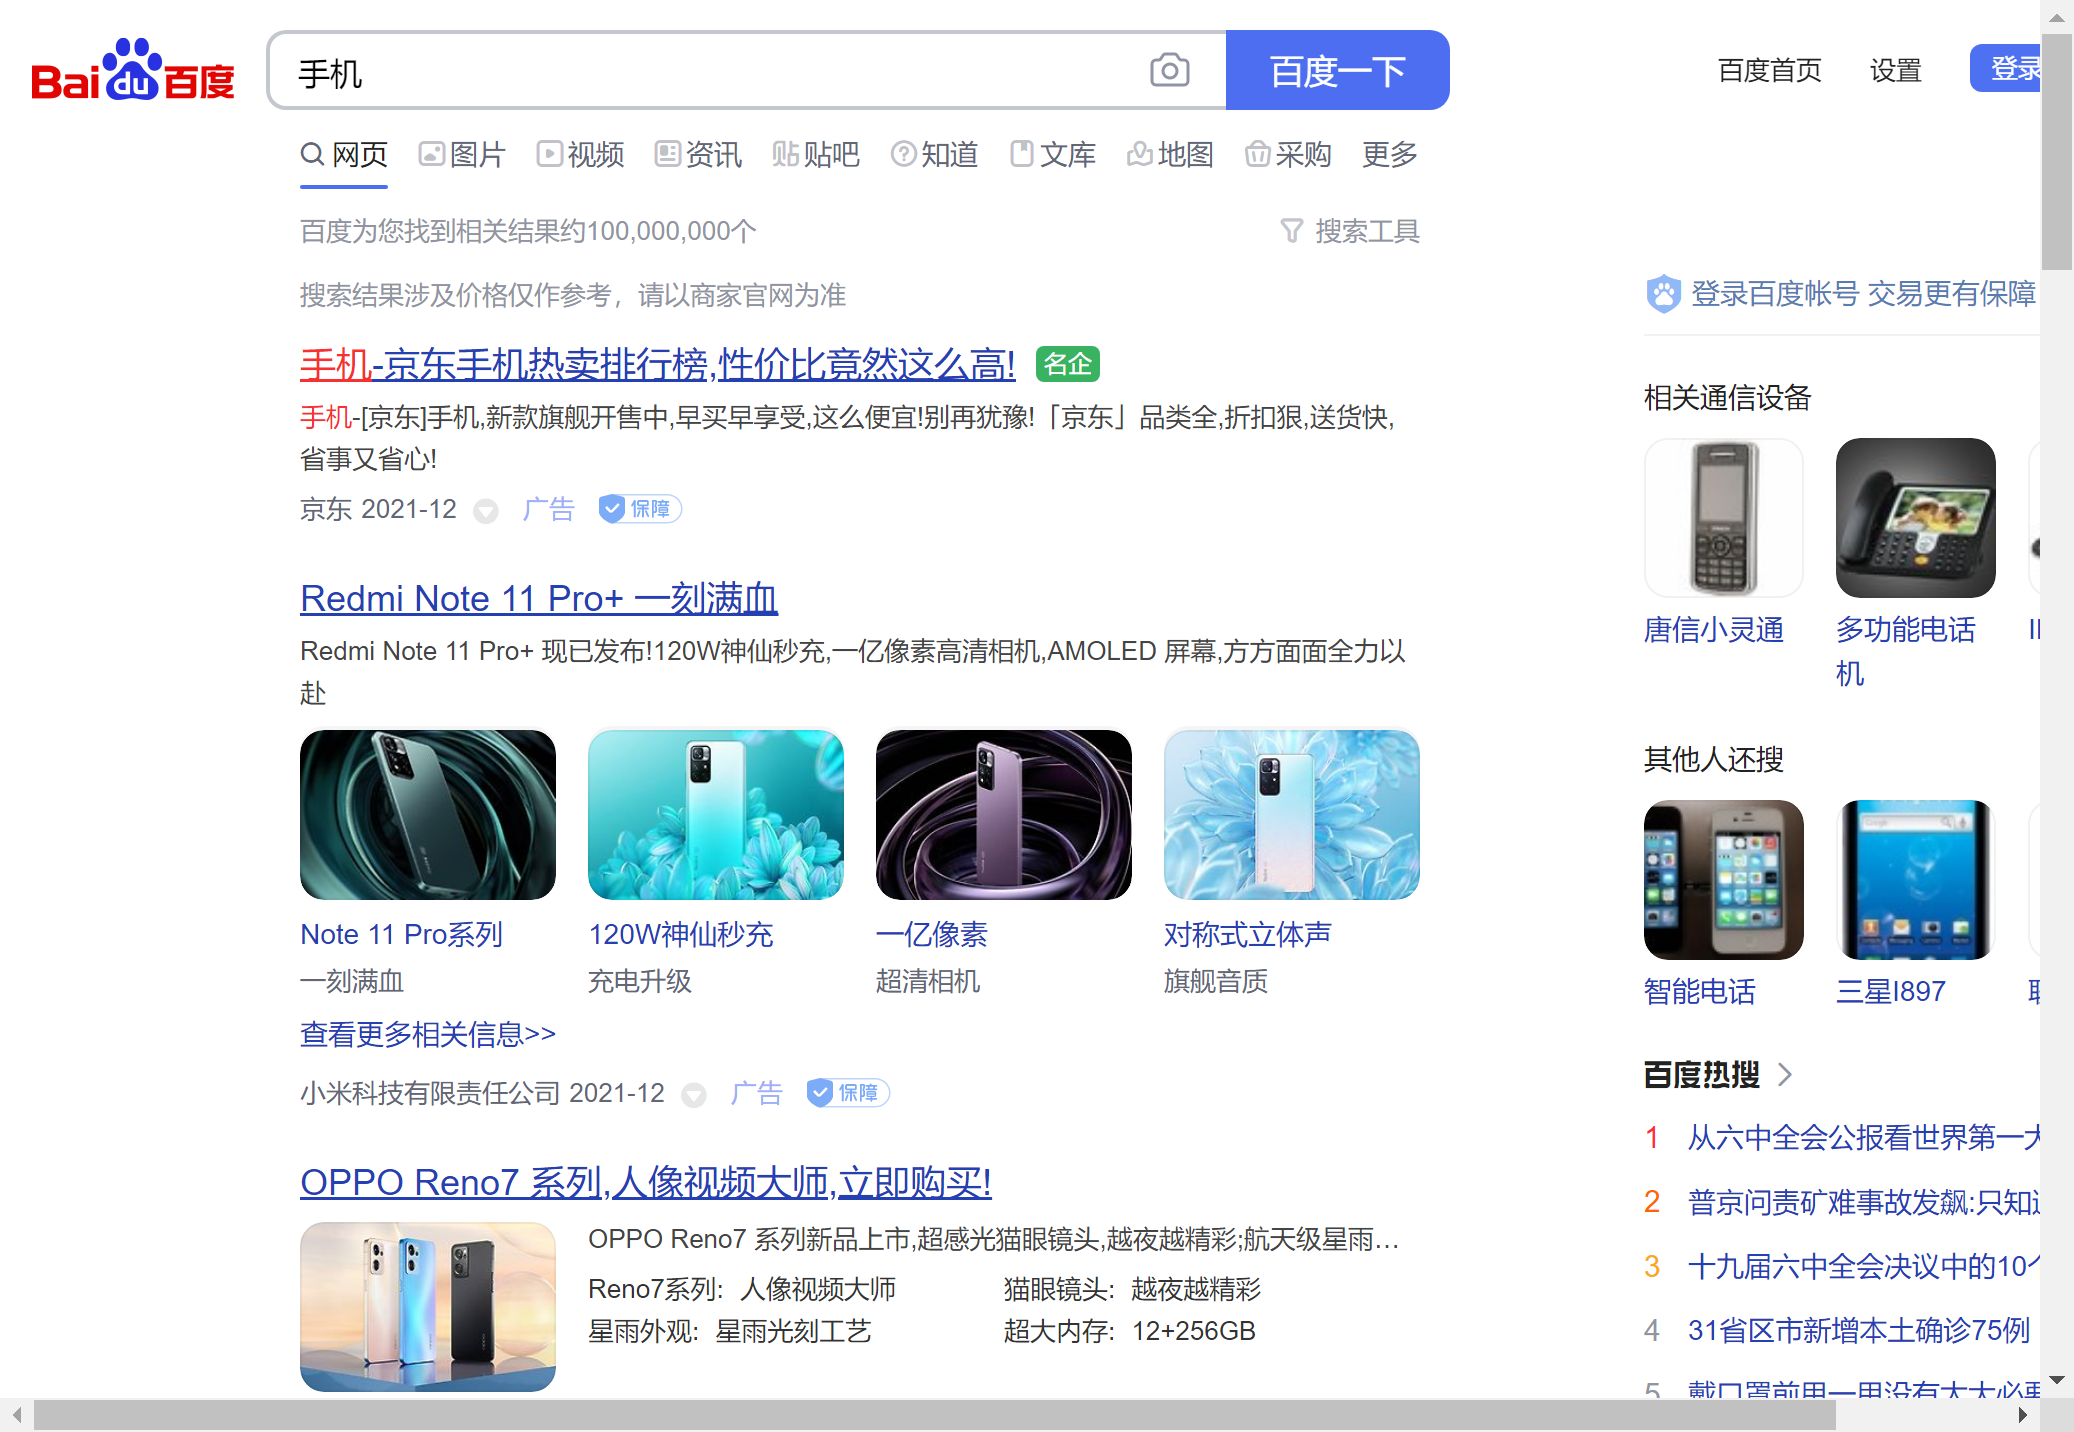 Baidu百度
手机
百度一下
百度首页
设置
登录
网页
图片
视频
资讯
贴贴吧
知道
文库
地图
采购
更多
百度为您找到相关结果约100,000,000个
搜索工具
搜索结果涉及价格仅作参考，请以商家官网为准
手机-京东手机热卖排行榜,性价比竟然这么高!
名企
手机-[京东]手机,新款旗舰开售中,早买早享受,这么便宜!别再犹豫!「京东」品类全,折扣狠,送货快,
省事又省心!
京东 2021-12
广告
保障
Redmi Note 11 Pro+ 一刻满血
Redmi Note 11 Pro+ 现已发布!120W神仙秒充,一亿像素高清相机,AMOLED 屏幕,方方面面全力以
赴
Note 11 Pro系列
一刻满血
120W神仙秒充
充电升级
一亿像素
超清相机
对称式立体声
旗舰音质
查看更多相关信息>>
小米科技有限责任公司 2021-12
广告
保障
OPPO Reno7 系列,人像视频大师,立即购买!
OPPO Reno7 系列新品上市,超感光猫眼镜头,越夜越精彩;航天级星雨...
Reno7系列: 人像视频大师
猫眼镜头: 越夜越精彩
星雨外观: 星雨光刻工艺
超大内存: 12+256GB
登录百度帐号 交易更有保障
相关通信设备
唐信小灵通
多功能电话
机
其他人还搜
智能电话
三星I897
百度热搜
1 从六中全会公报看世界第一大
2 普京问责矿难事故发飙:只知
3 十九届六中全会决议中的10个
4 31省区市新增本土确诊75例
5 戴口罩前甩一甩没有太大必要